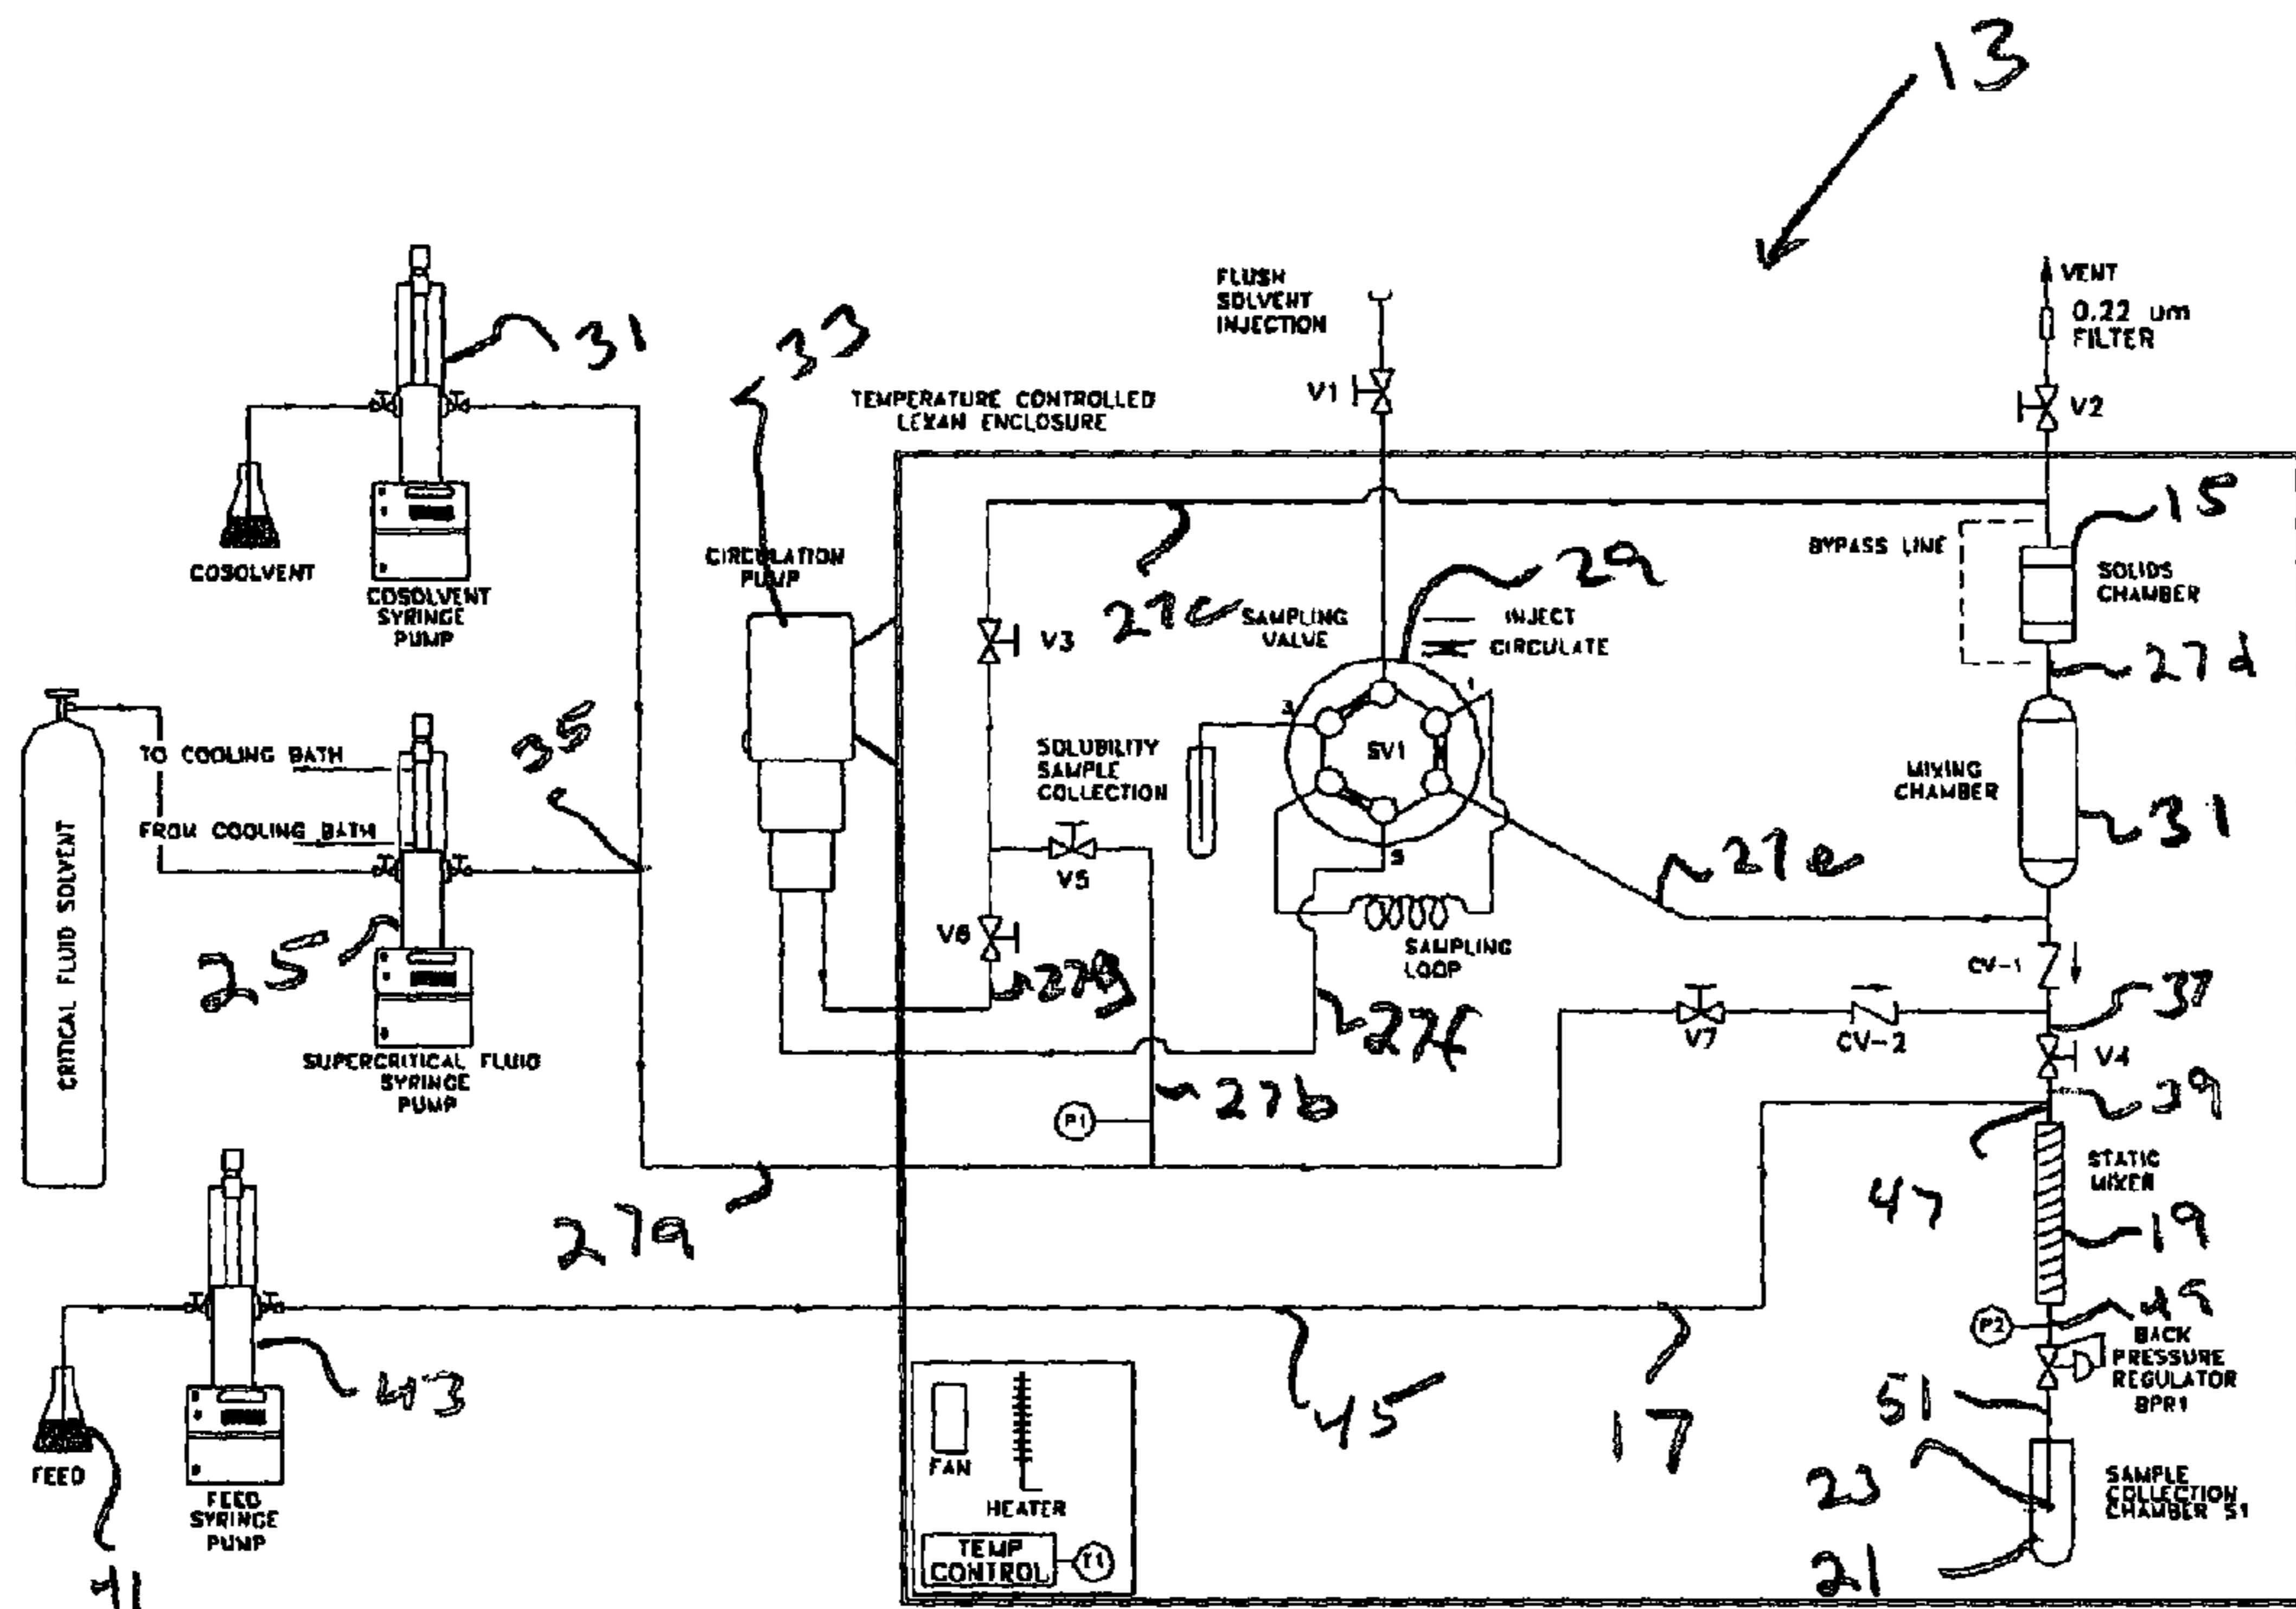 13
FLUSH
SOLVENT
INJECTION
VENT
0.22 um
FILTER
31
33
V1
V2
TEMPERATURE CONTROLLED
LEXAN ENCLOSURE
COSOLVENT
COSOLVENT
SYRINGE
PUMP
CIRCULATION
PUMP
27c
SAMPLING
VALVE
29
INJECT
CIRCULATE
BYPASS LINE
15
SOLIDS
CHAMBER
V3
27d
1
3
SV1
5
CRITICAL FLUID SOLVENT
TO COOLING BATH
FROM COOLING BATH
35
SOLUBILITY
SAMPLE
COLLECTION
MIXING
CHAMBER
31
V5
27e
25
V6
SAMPLING
LOOP
CV-1
27g
27f
37
V7
CV-2
V4
SUPERCRITICAL FLUID
SYRINGE
PUMP
27b
39
P1
STATIC
MIXER
47
19
27a
49
P2
BACK
PRESSURE
REGULATOR
BPR1
43
45
17
51
FEED
FEED
SYRINGE
PUMP
41
FAN
HEATER
TEMP
CONTROL
T1
23
SAMPLE
COLLECTION
CHAMBER S1
21